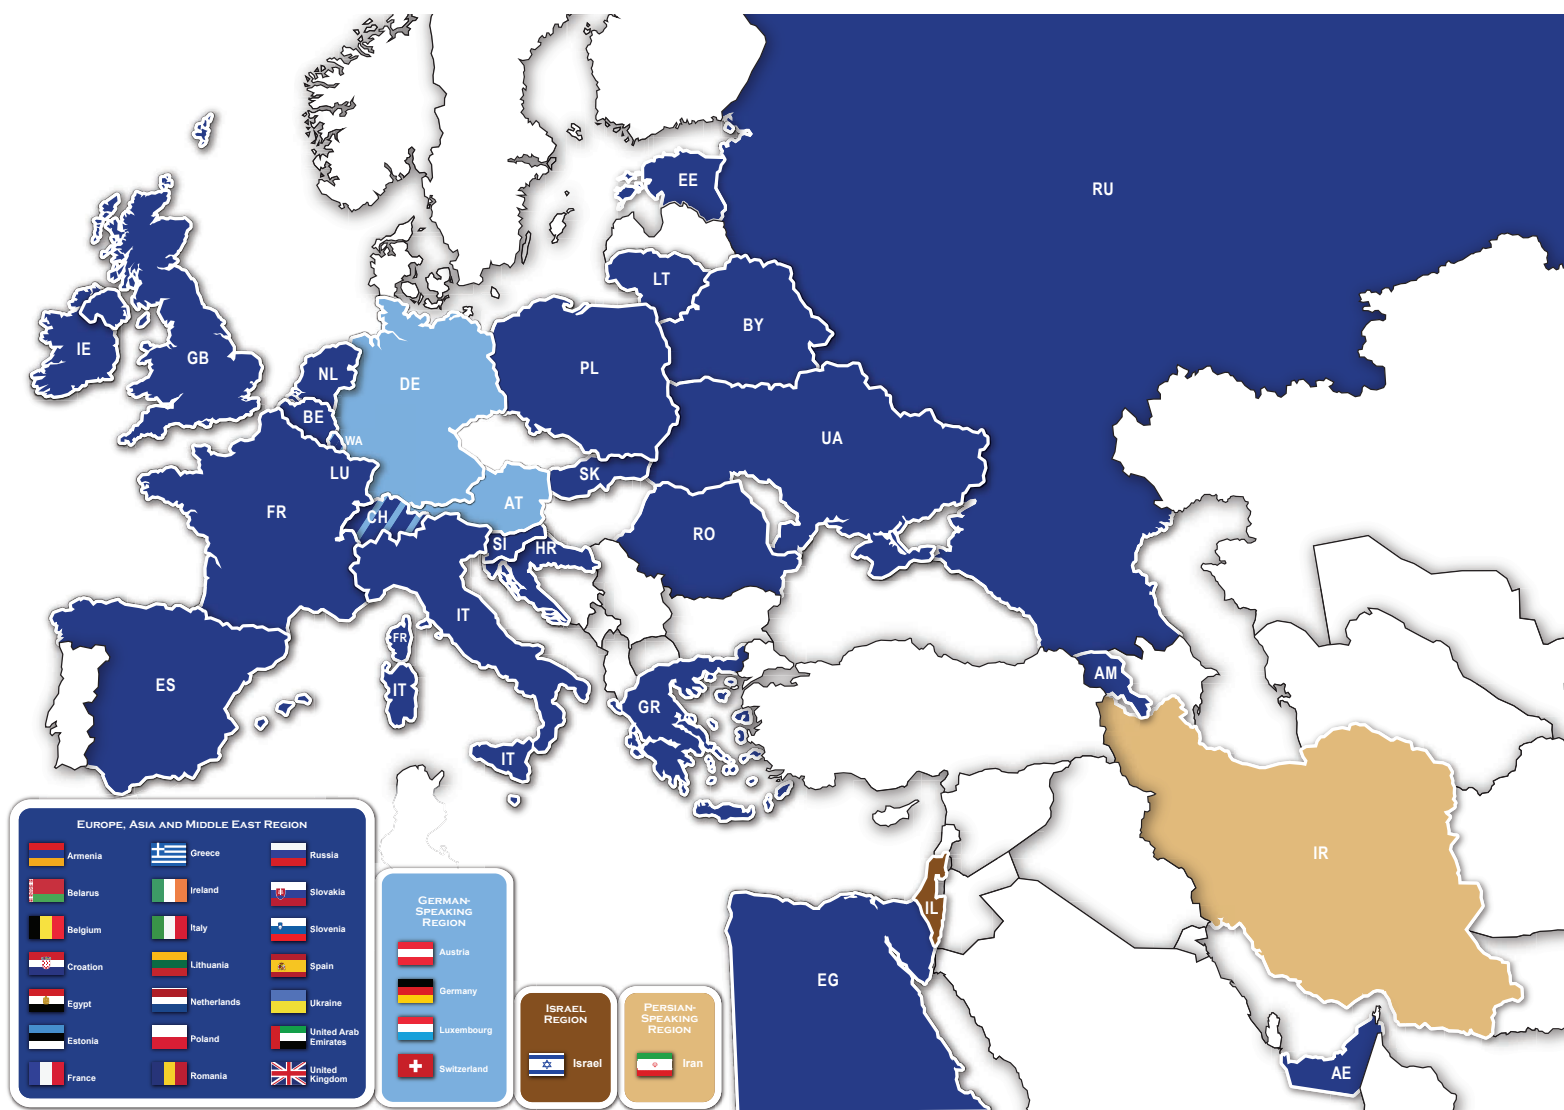 RU
EE
LT
BY
IE
GB
NL
DE
PL
BE
WA
UA
LU
SK
AT
FR
CH
SI
HR
RO
IT
FR
ES
IT
GR
AM
IT
IR
IL
EG
AE
EUROPE, ASIA AND MIDDLE EAST REGION
Armenia
Belarus
Belgium
Croation
Egypt
Estonia
France
Greece
Ireland
Italy
Lithuania
Netherlands
Poland
Romania
Russia
Slovakia
Slovenia
Spain
Ukraine
United Arab
Emirates
United
Kingdom
GERMAN-
SPEAKING
REGION
Austria
Germany
Luxembourg
Switzerland
ISRAEL
REGION
Israel
PERSIAN-
SPEAKING
REGION
Iran